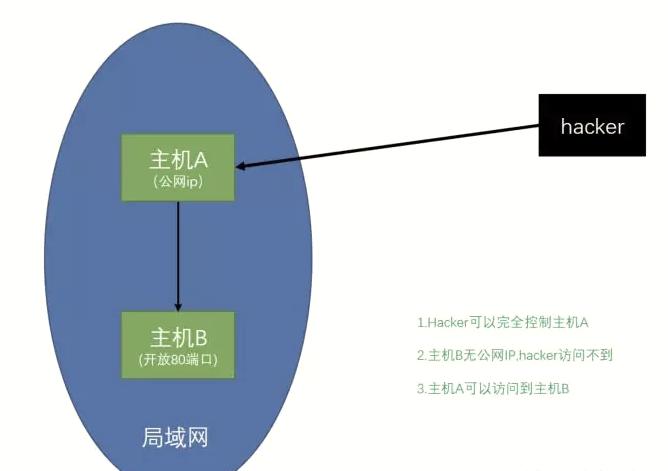 主机A
(公网ip)
hacker
主机B
(开放80端口)
局域网
1.Hacker可以完全控制主机A
2.主机B无公网IP,hacker访问不到
3.主机A可以访问到主机B